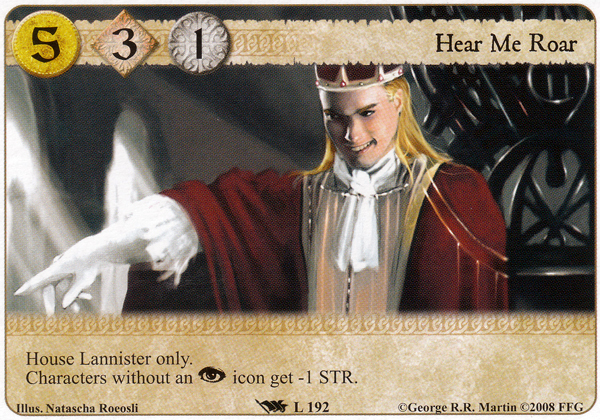 5 3 1 Hear Me Roar
House Lannister only.
Characters without an icon get -1 STR.
Illus. Natascha Roeosli L 192 ©George R.R. Martin ©2008 FFG